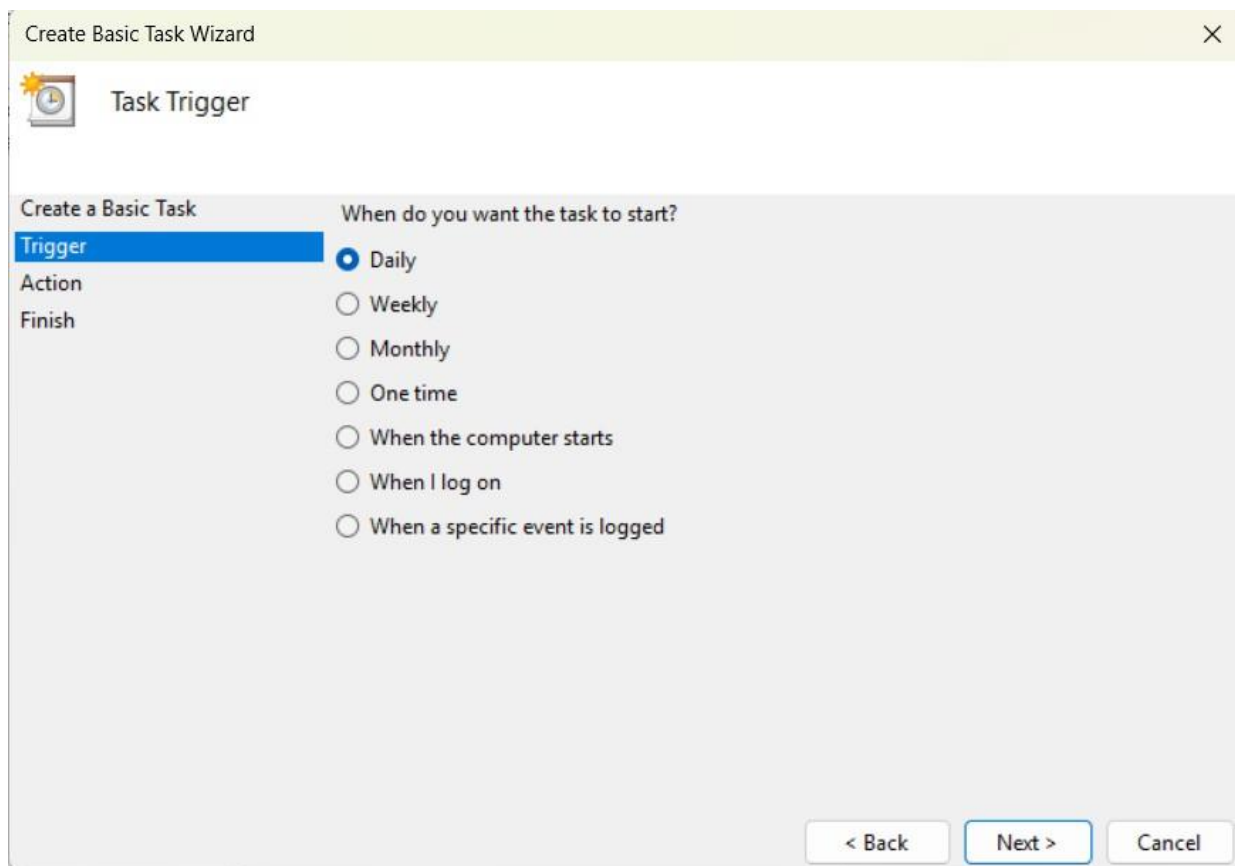 Create Basic Task Wizard
Task Trigger
Create a Basic Task
Trigger
Action
Finish
When do you want the task to start?
Daily
Weekly
Monthly
One time
When the computer starts
When I log on
When a specific event is logged
< Back
Next >
Cancel